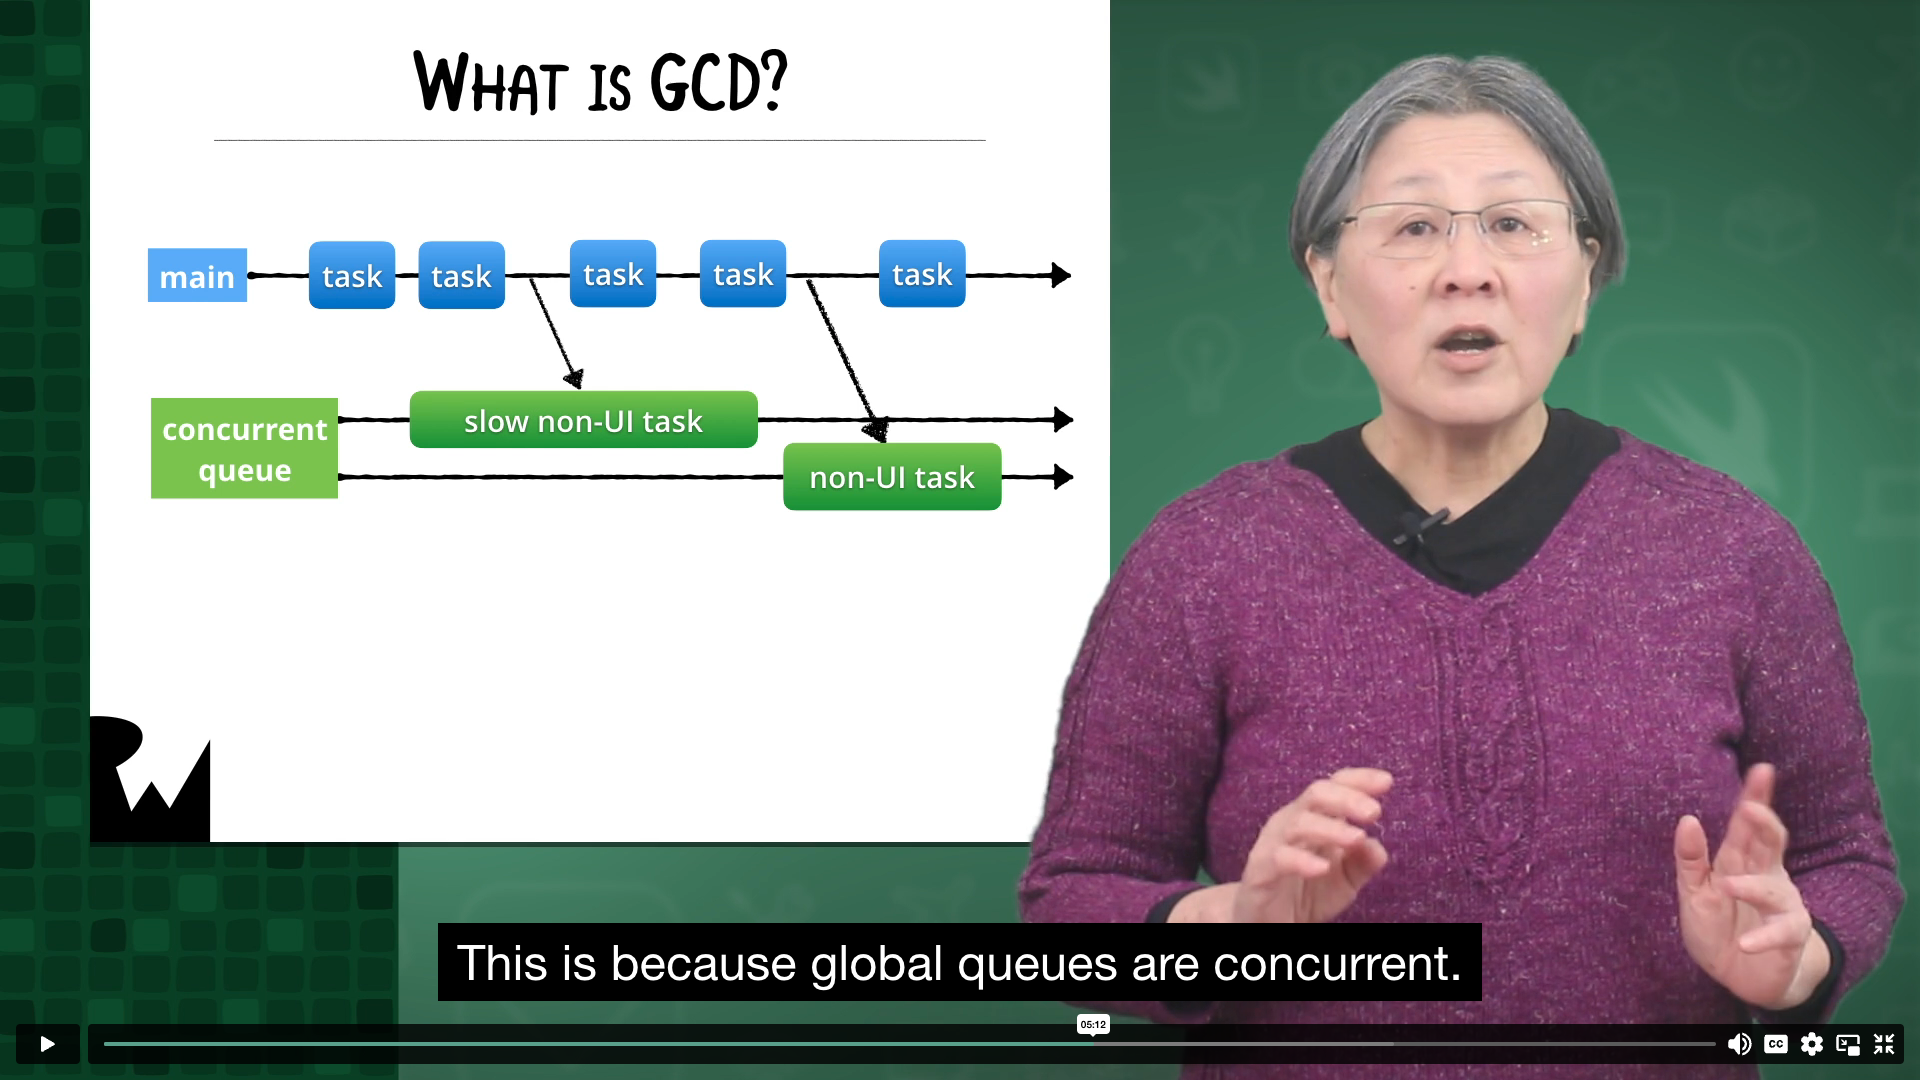 WHAT IS GCD?
main
task
task
task
task
task
concurrent
queue
slow non-UI task
non-UI task
RW
This is because global queues are concurrent.
05:12
CC